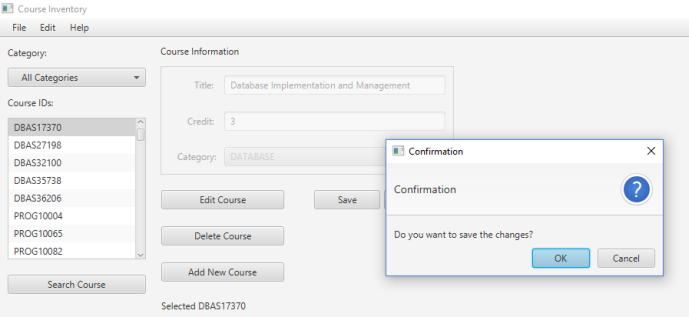 Course Inventory
File Edit Help
Category:
All Categories
Course IDs:
DBAS17370
DBAS27198
DBAS32100
DBAS35738
DBAS36206
PROG10004
PROG10065
PROG10082
Search Course
Course Information
Title: Database Implementation and Management
Credit: 3
Category: DATABASE
Edit Course Save
Delete Course
Add New Course
Selected DBAS17370
Confirmation
Confirmation
?
Do you want to save the changes?
OK Cancel